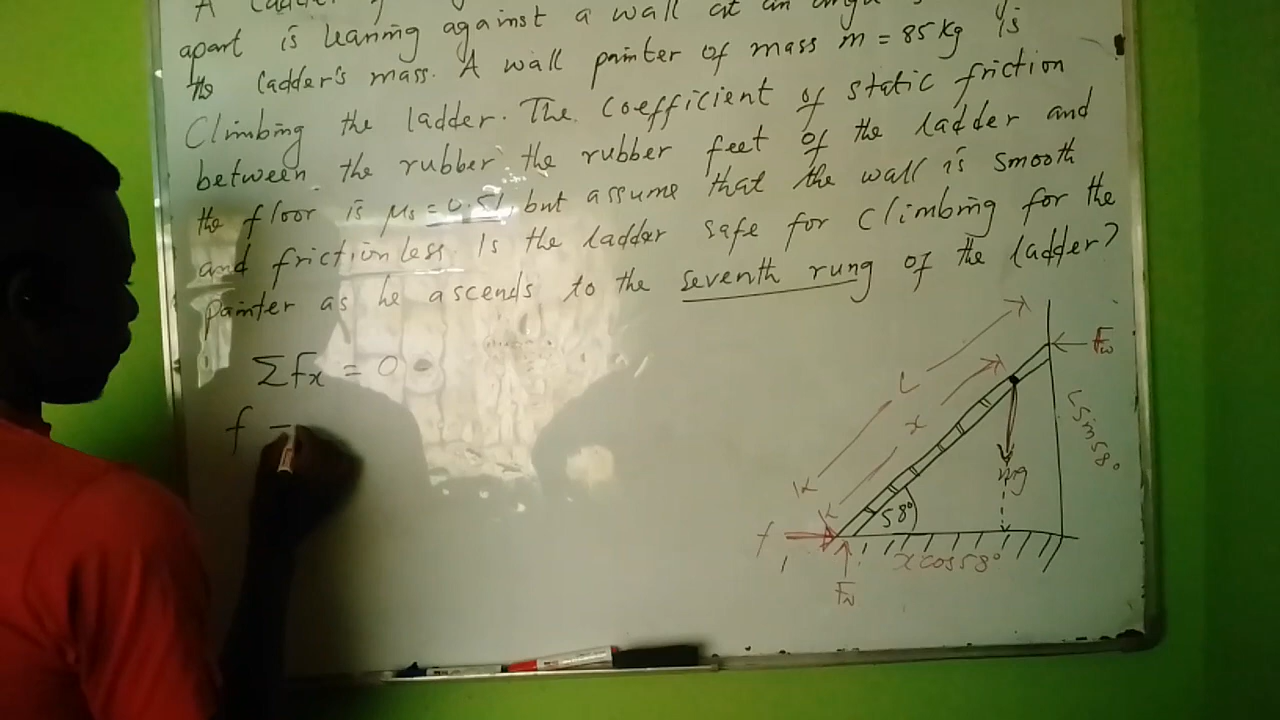 A ladder
against a wall at an
apart is leaning
the ladder's mass. A wall painter of mass m = 85 kg is
Climbing the ladder. The coefficient of static friction
between the rubber the rubber feet of the ladder and
the floor is μs = 0.51, but assume that the wall is smooth
and frictionless. Is the ladder safe for Climbing for the
painter as he ascends to the seventh rung of the ladder?
Σfx = 0
f -
L
x
Fw
L sin 58°
mg
58°
f
x cos 58°
FN